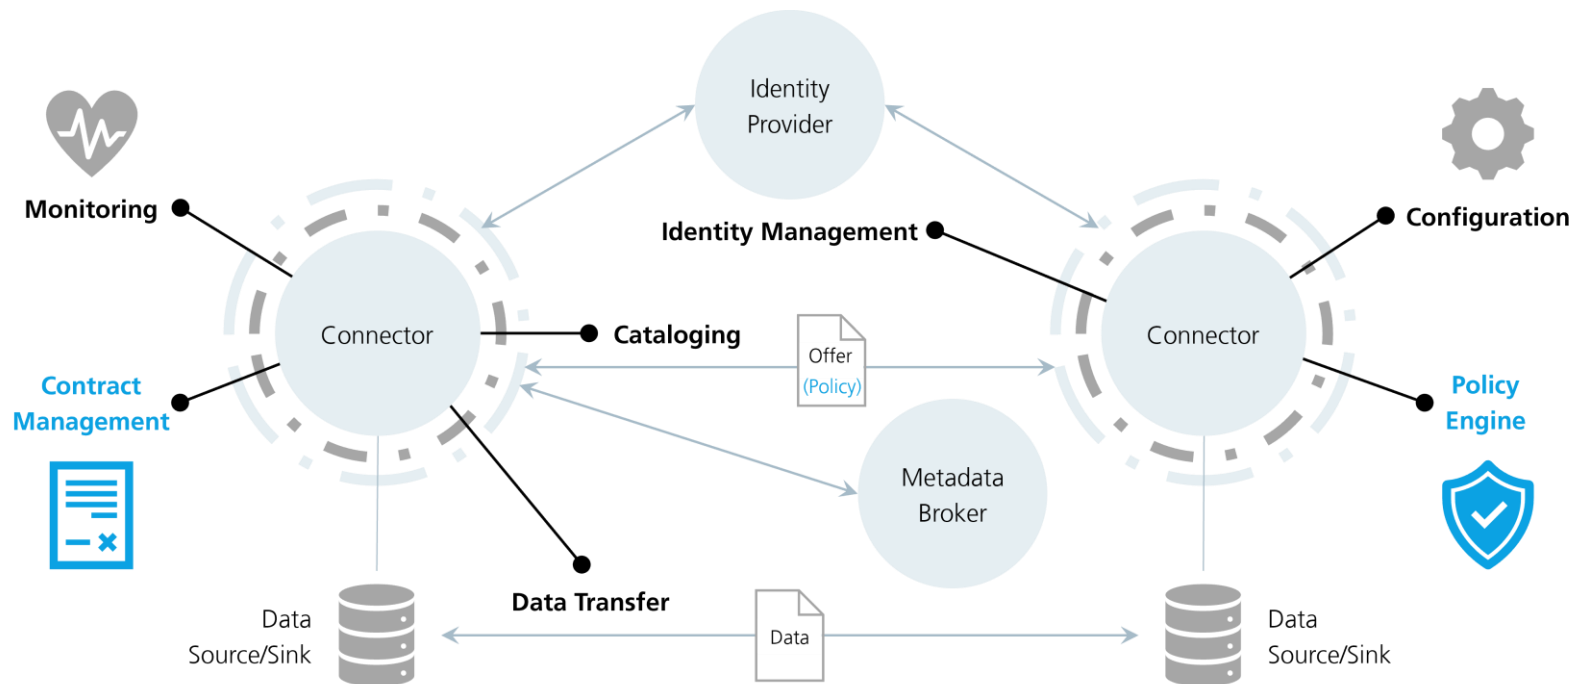 Identity
Provider
Monitoring
Configuration
Identity Management
Connector
Cataloging
Offer
(Policy)
Connector
Contract
Management
Policy
Engine
Metadata
Broker
Data Transfer
Data
Source/Sink
Data
Data
Source/Sink